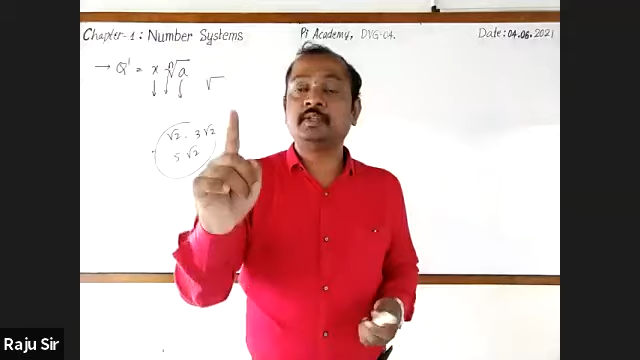 Chapter-1: Number Systems Pi Academy, DVG-04. Date: 04.06.2021
→ Q' = x ⁿ√a √
↓ ↓ ↓
√2 . 3√2
5 √2
Raju Sir